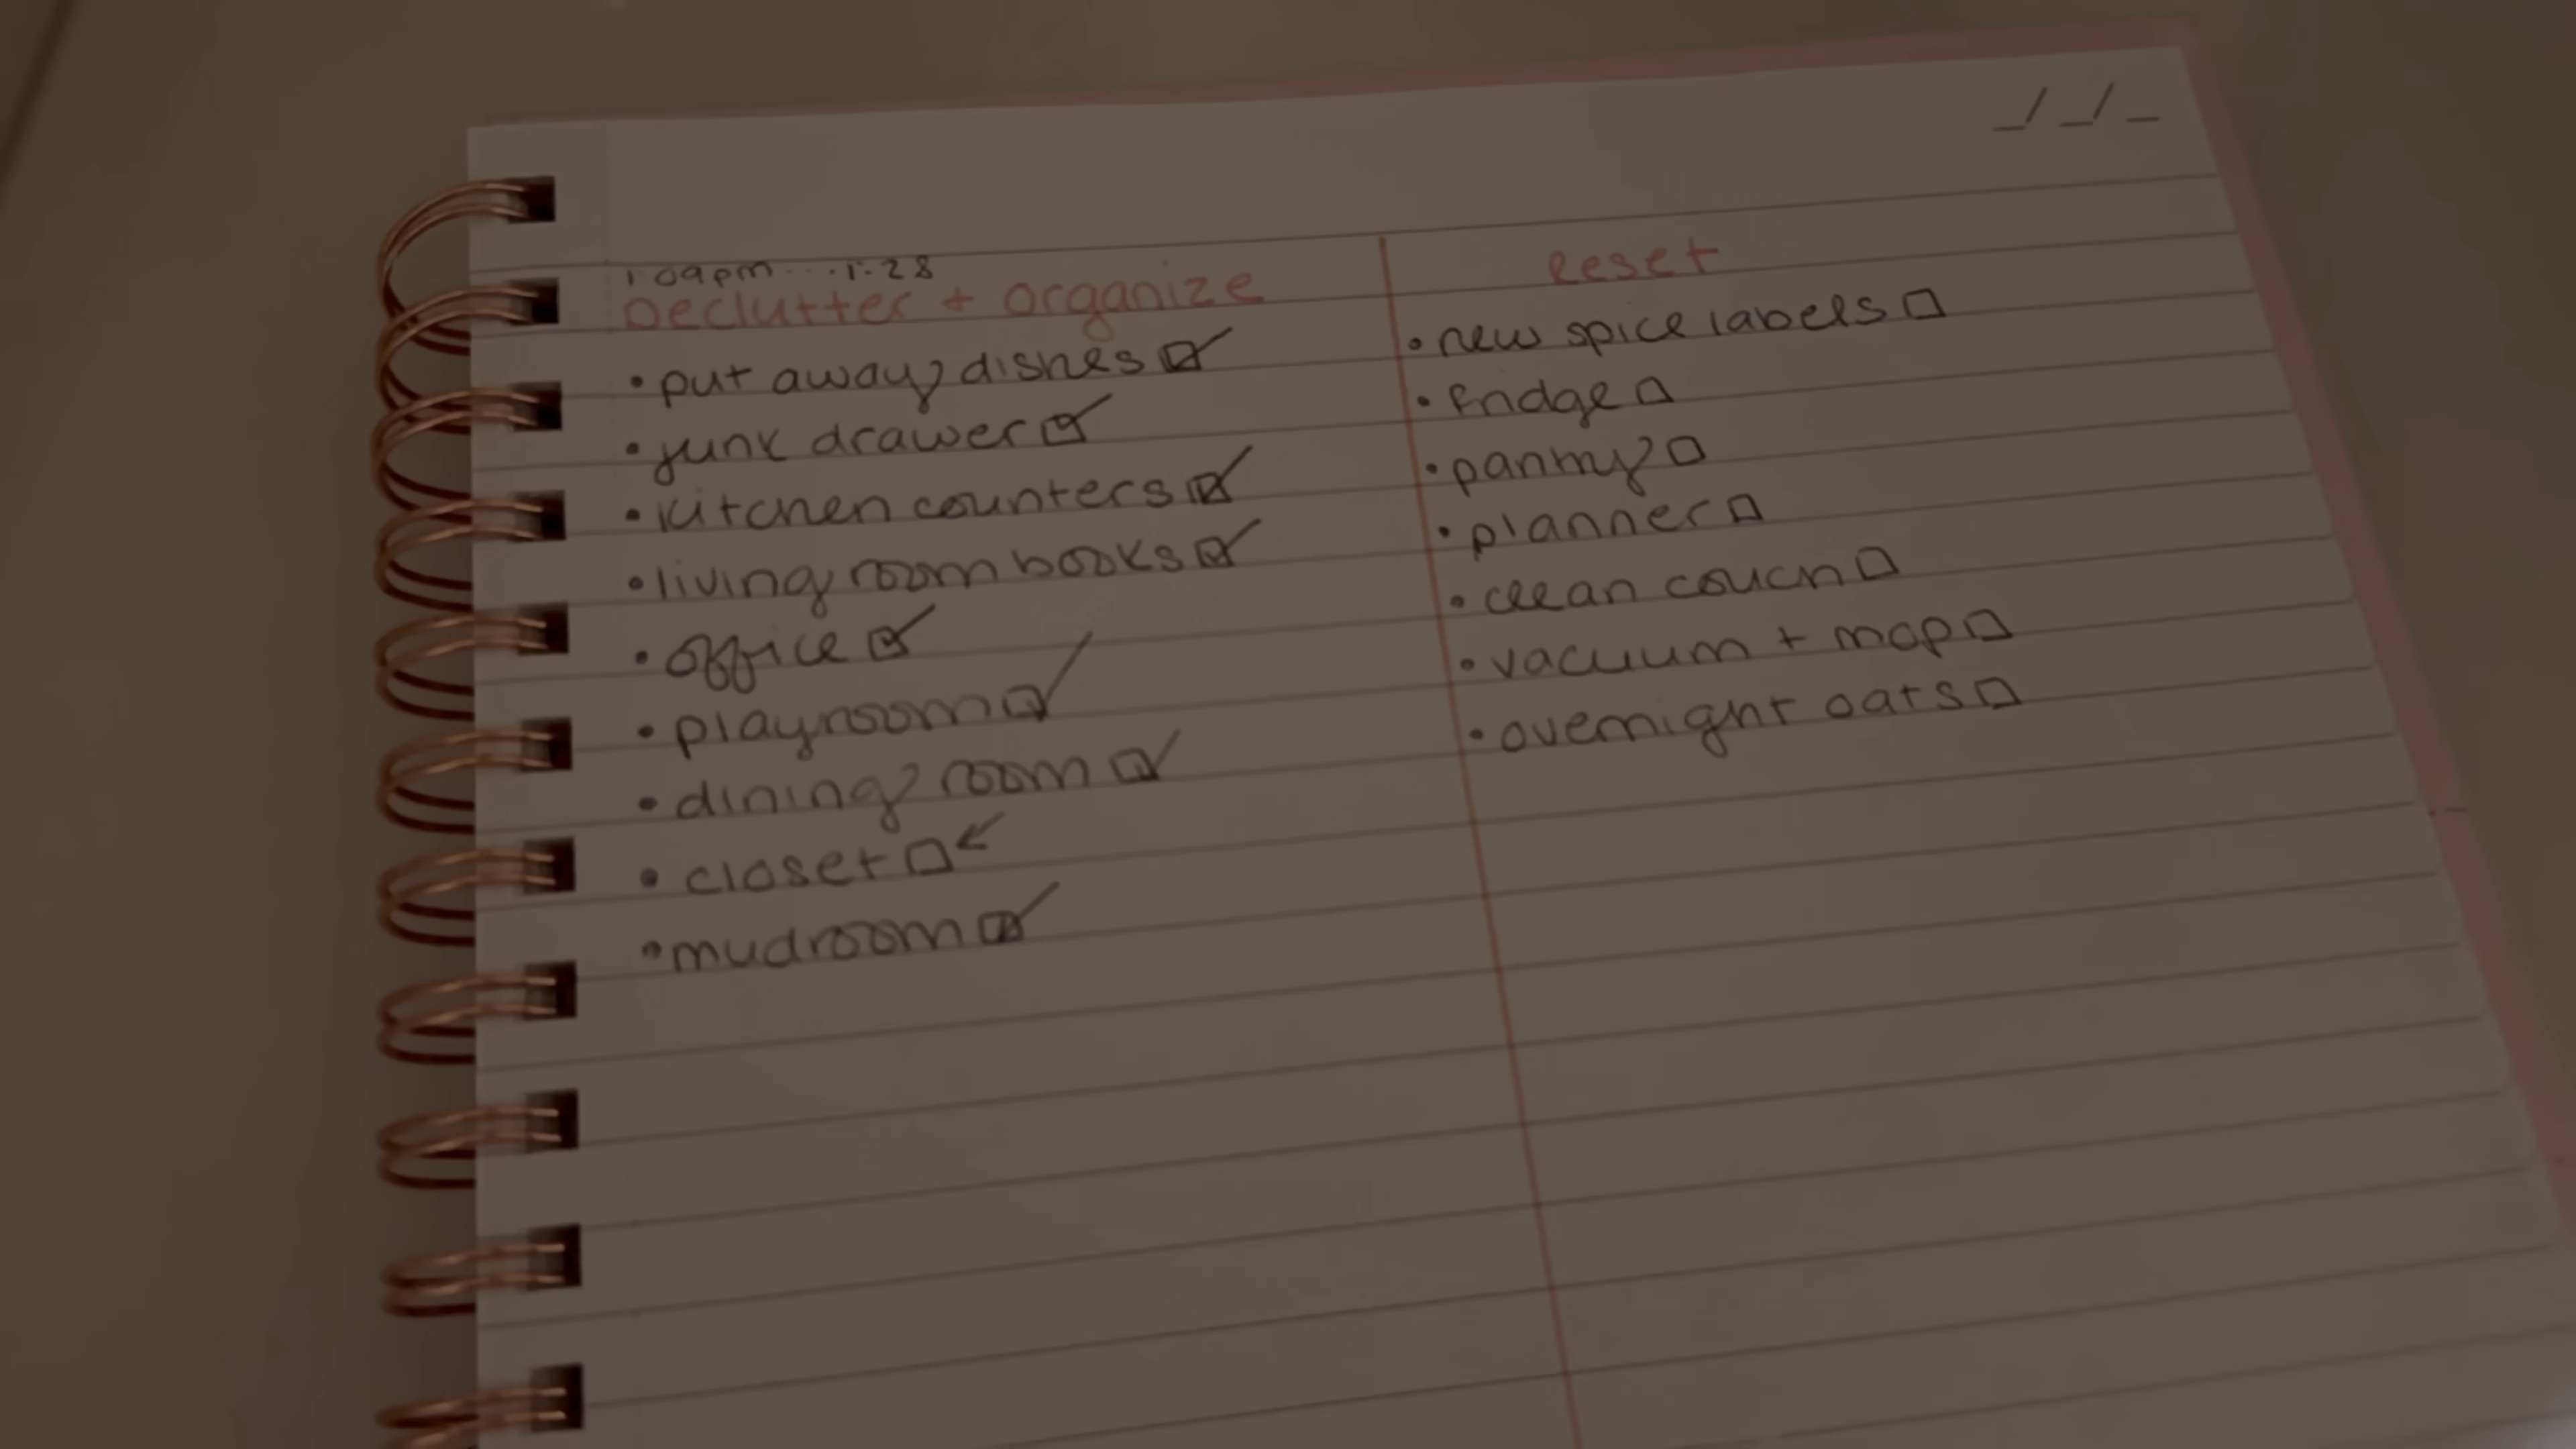 _/_/_
1:09pm...1:28
Declutter + organize
• put away dishes ☑
• junk drawer ☑
• kitchen counters ☑
• living room books ☑
• office ☑
• playroom ☑
• dining room ☑
• closet ☐ ←
• mudroom ☑
Reset
• new spice labels ☐
• fridge ☐
• pantry ☐
• planner ☐
• clean couch ☐
• vacuum + mop ☐
• overnight oats ☐